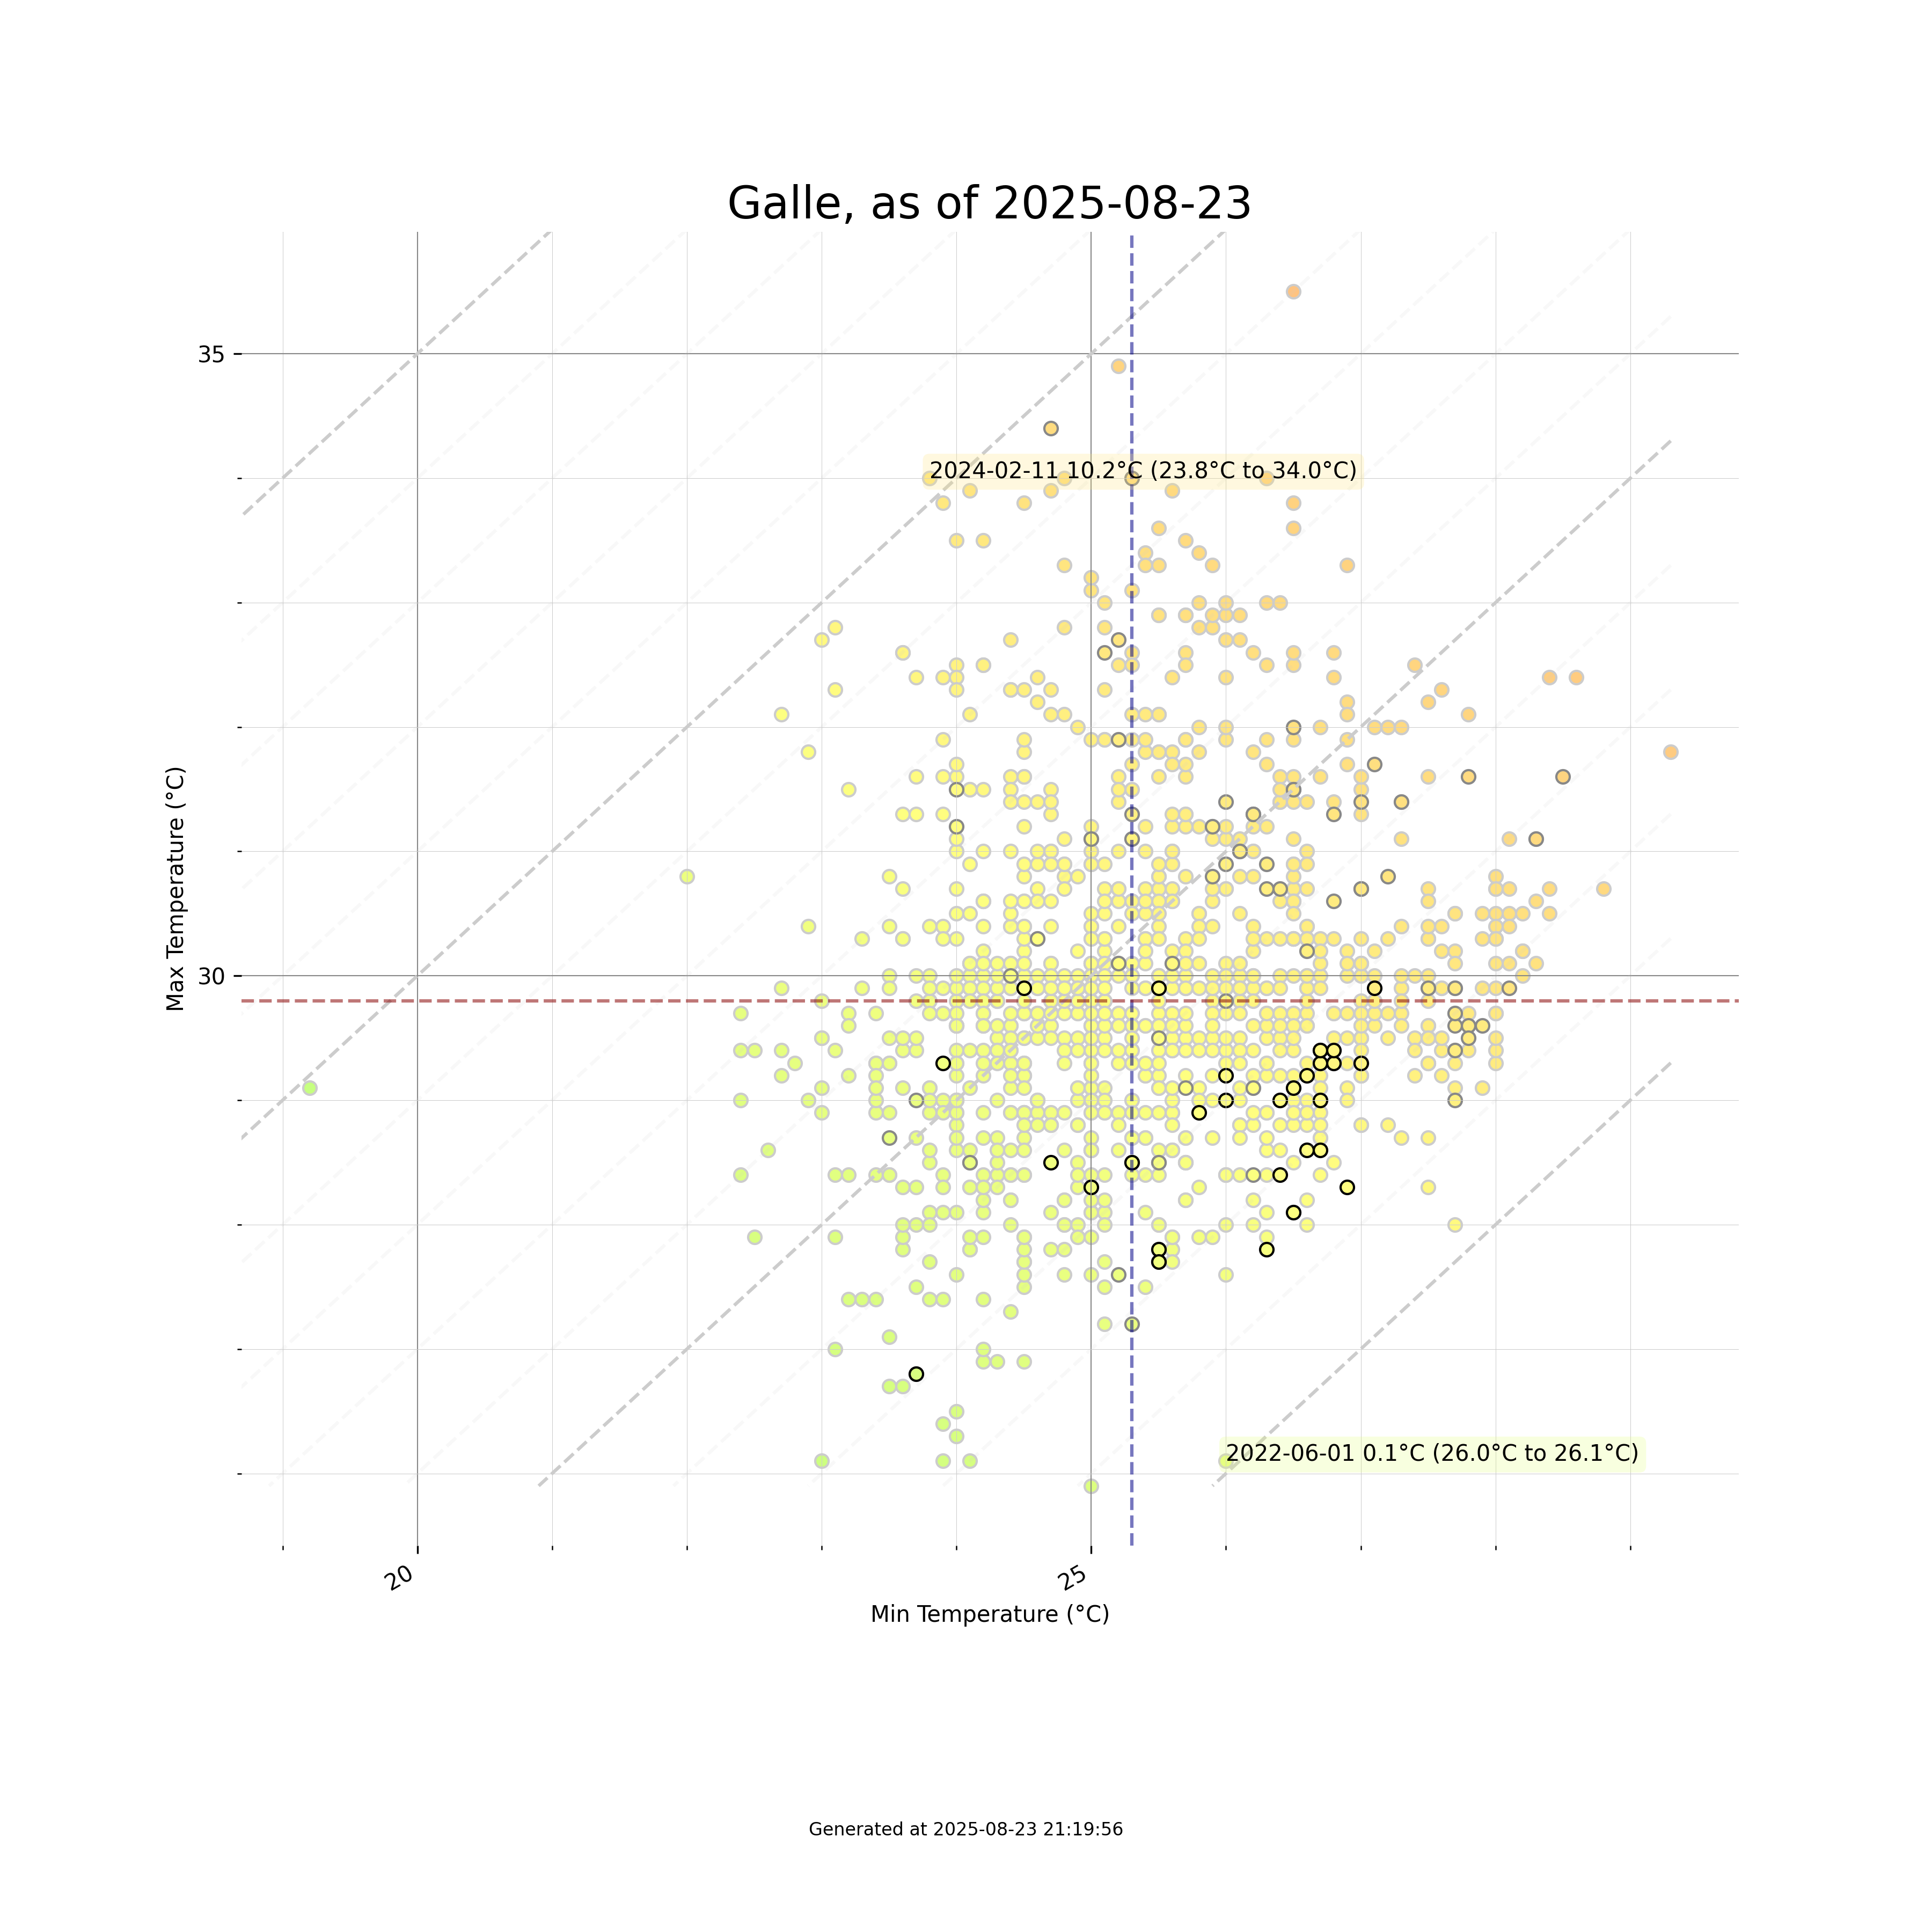 Galle, as of 2025-08-23
35
2024-02-11 10.2°C (23.8°C to 34.0°C)
Max Temperature (°C)
30
2022-06-01 0.1°C (26.0°C to 26.1°C)
20
25
Min Temperature (°C)
Generated at 2025-08-23 21:19:56